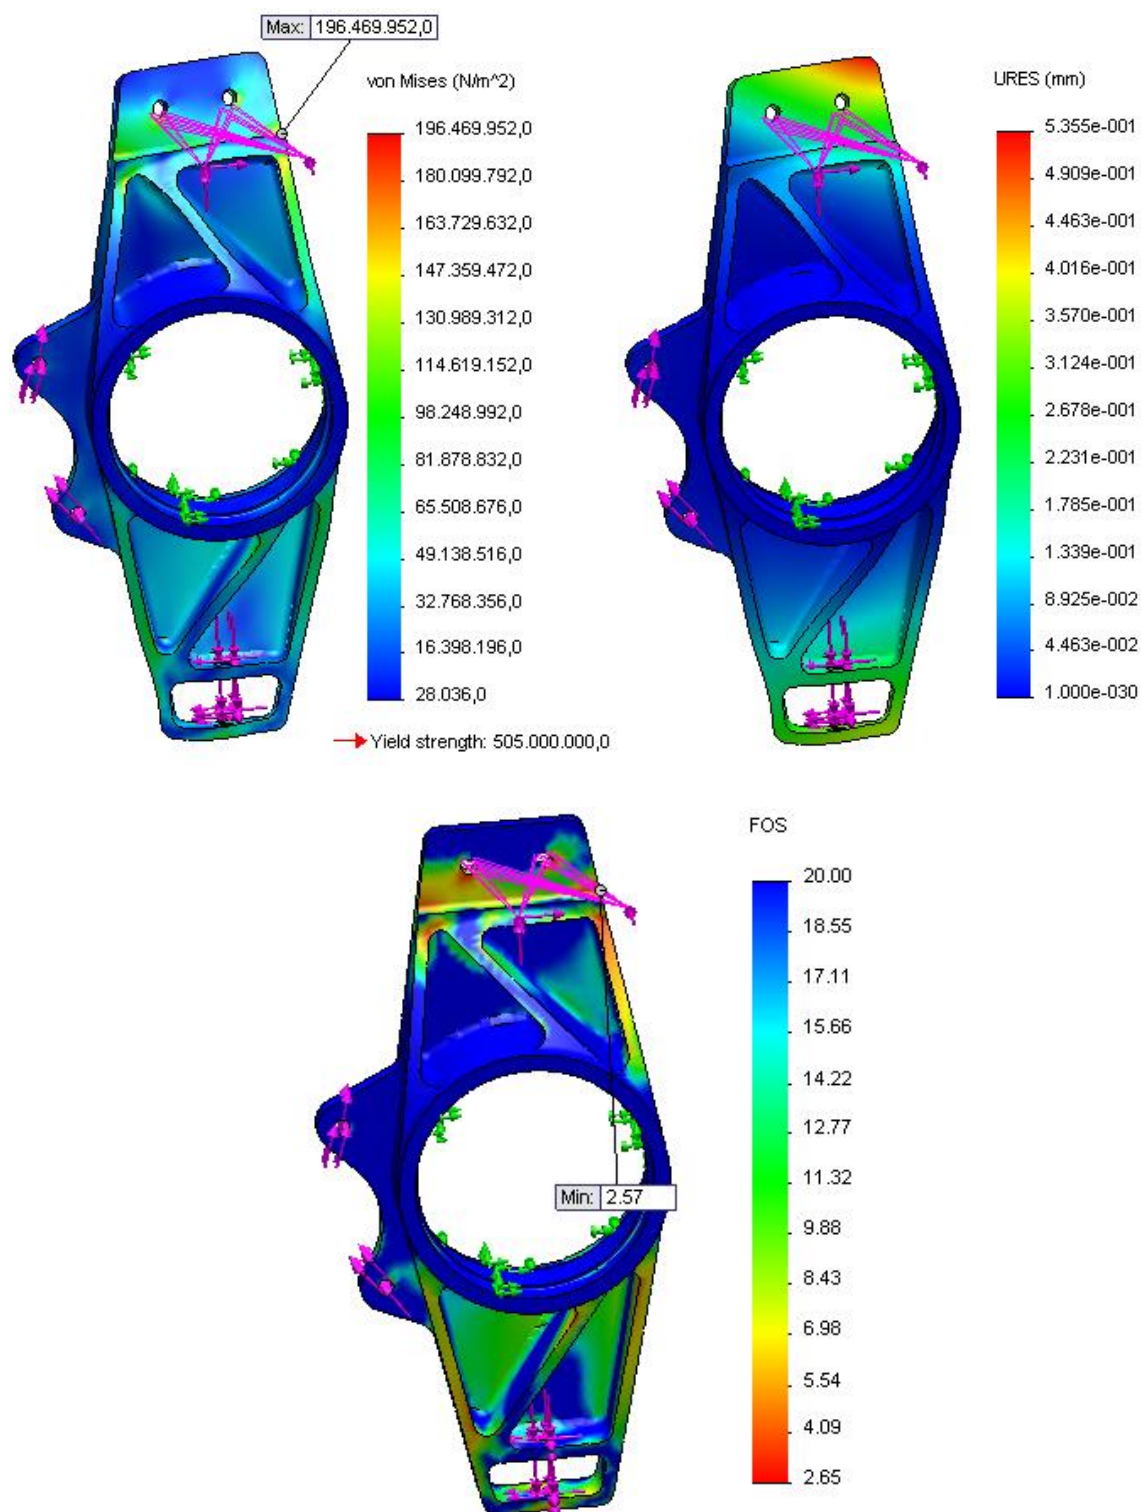 Max: 196.469.952,0
von Mises (N/m^2)
196.469.952,0
180.099.792,0
163.729.632,0
147.359.472,0
130.989.312,0
114.619.152,0
98.248.992,0
81.878.832,0
65.508.676,0
49.138.516,0
32.768.356,0
16.398.196,0
28.036,0
Yield strength: 505.000.000,0
URES (mm)
5.355e-001
4.909e-001
4.463e-001
4.016e-001
3.570e-001
3.124e-001
2.678e-001
2.231e-001
1.785e-001
1.339e-001
8.925e-002
4.463e-002
1.000e-030
FOS
20.00
18.55
17.11
15.66
14.22
12.77
11.32
9.88
8.43
6.98
5.54
4.09
2.65
Min: 2.57